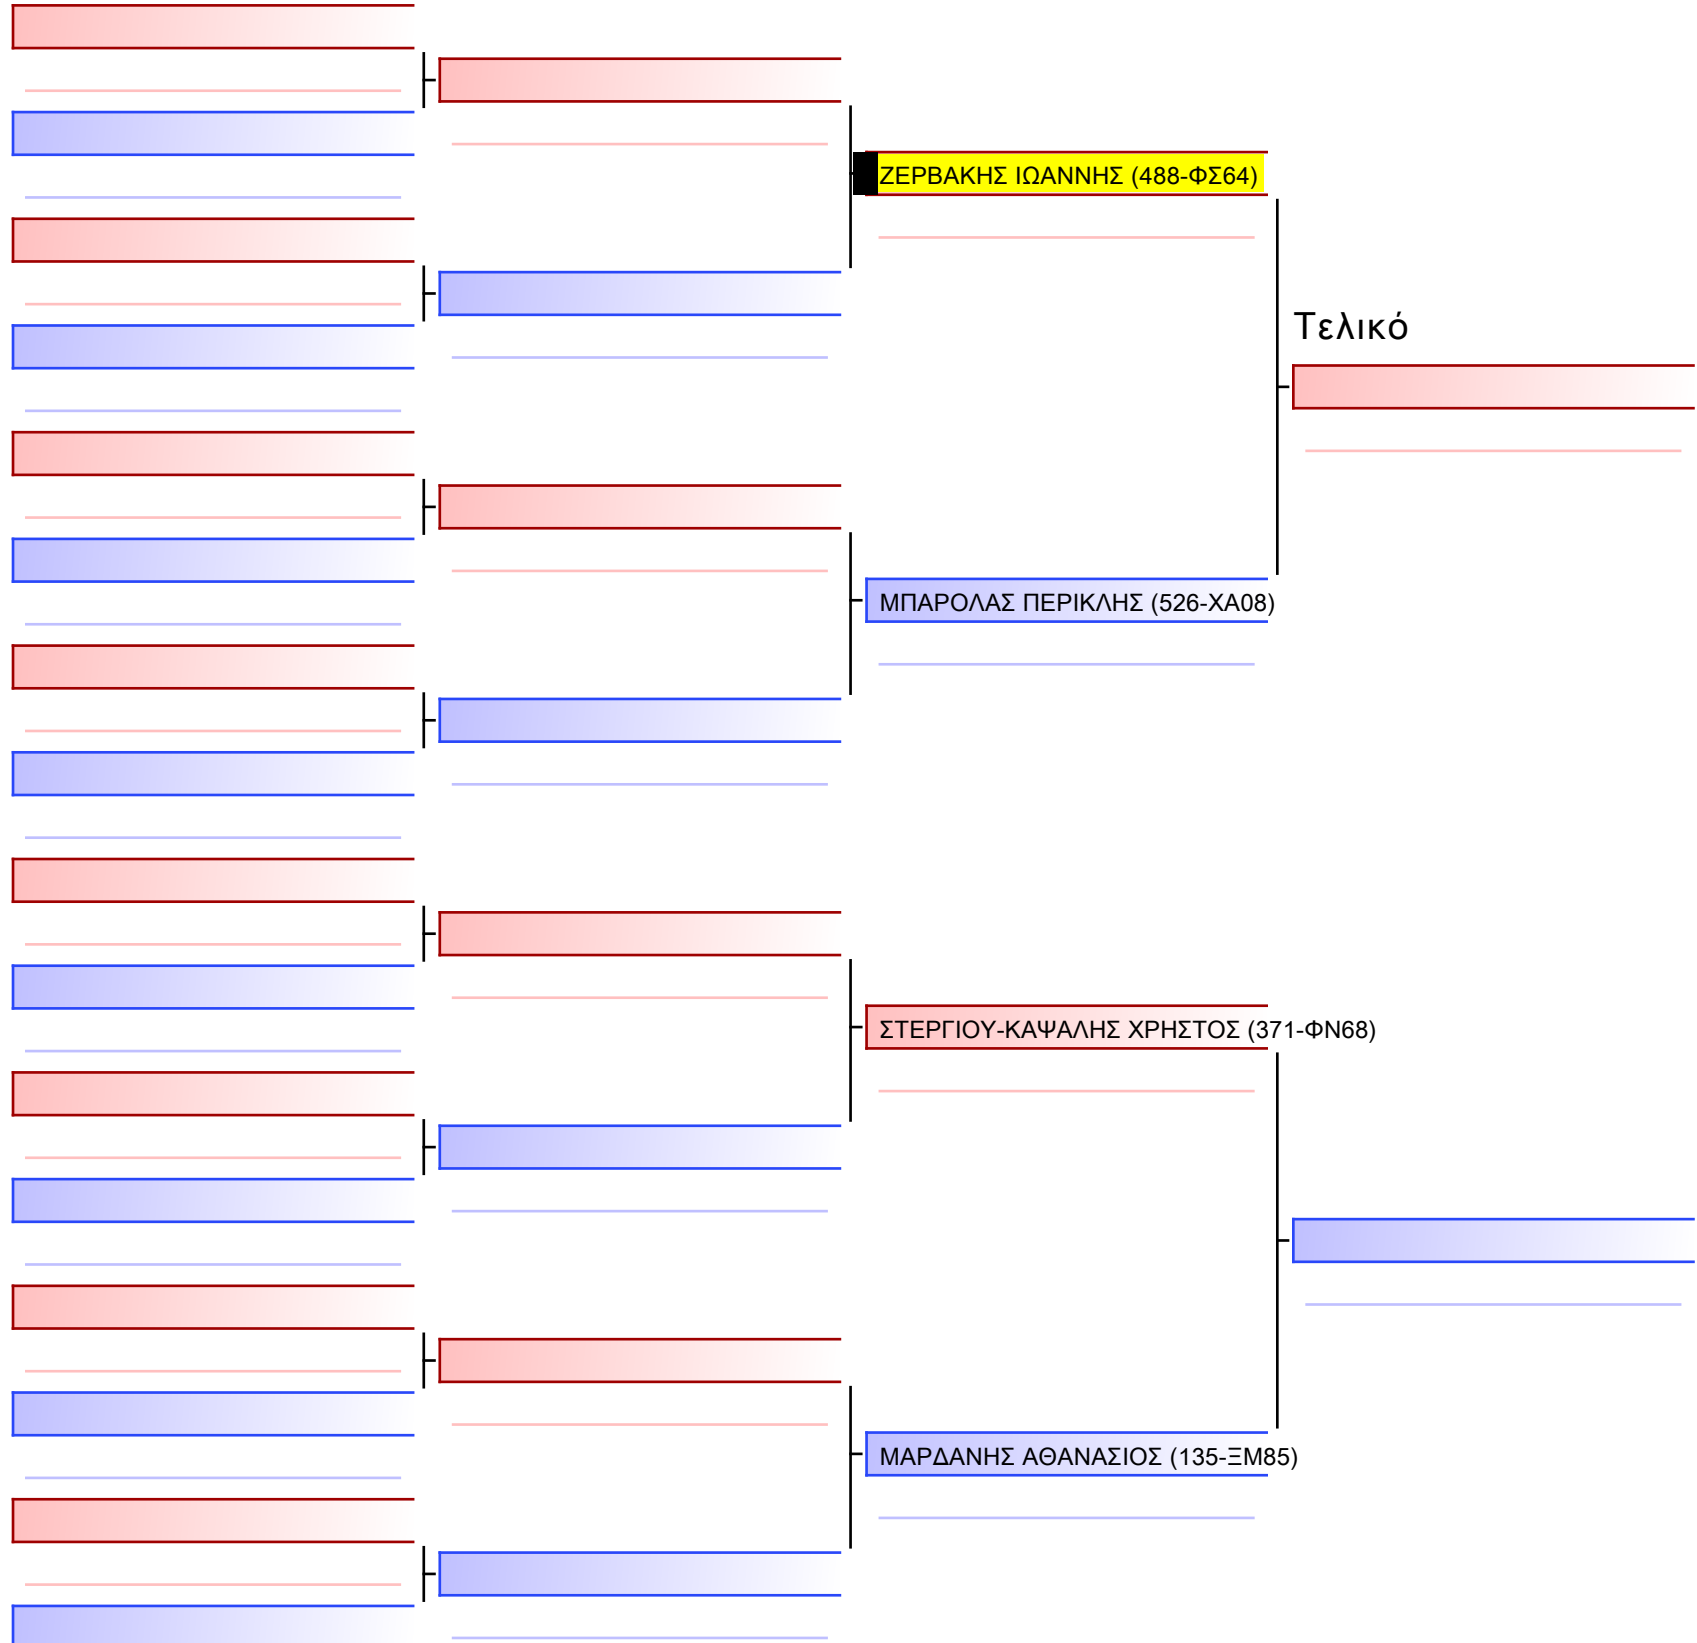 ΖΕΡΒΑΚΗΣ ΙΩΑΝΝΗΣ (488-ΦΣ64)
Τελικό
ΜΠΑΡΟΛΑΣ ΠΕΡΙΚΛΗΣ (526-ΧΑ08)
ΣΤΕΡΓΙΟΥ-ΚΑΨΑΛΗΣ ΧΡΗΣΤΟΣ (371-ΦΝ68)
ΜΑΡΔΑΝΗΣ ΑΘΑΝΑΣΙΟΣ (135-ΞΜ85)